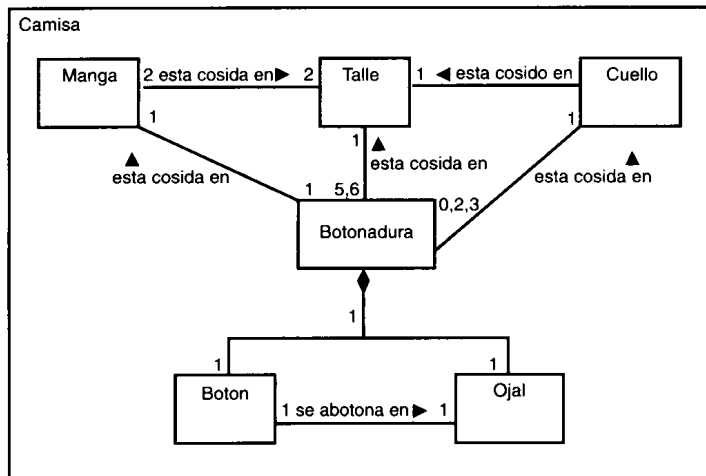 Camisa
Manga
2 esta cosida en ▶ 2
Talle
1 ◀ esta cosido en
Cuello
1
1
1
▲
esta cosida en
▲
esta cosida en
▲
esta cosida en
1
5,6
0,2,3
Botonadura
1
1
1
Boton
1 se abotona en ▶ 1
Ojal